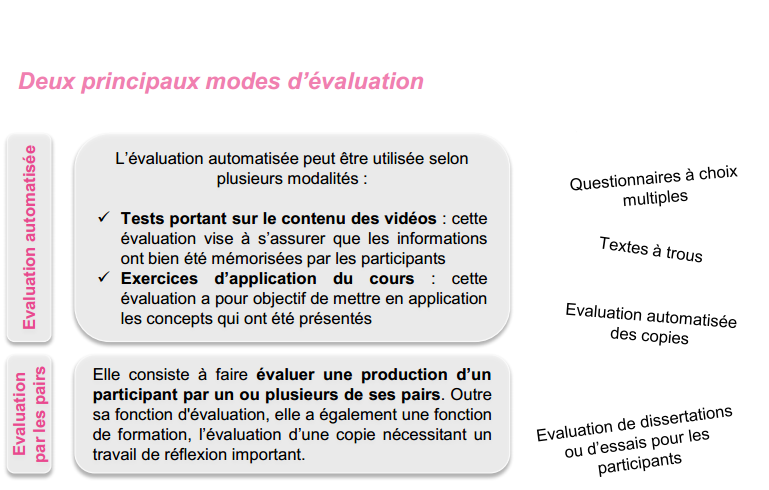 Deux principaux modes d’évaluation
Evaluation automatisée
L’évaluation automatisée peut être utilisée selon
plusieurs modalités :
✓ Tests portant sur le contenu des vidéos : cette
évaluation vise à s’assurer que les informations
ont bien été mémorisées par les participants
✓ Exercices d’application du cours : cette
évaluation a pour objectif de mettre en application
les concepts qui ont été présentés
Questionnaires à choix
multiples
Textes à trous
Evaluation automatisée
des copies
Evaluation
par les pairs
Elle consiste à faire évaluer une production d’un
participant par un ou plusieurs de ses pairs. Outre
sa fonction d'évaluation, elle a également une fonction
de formation, l’évaluation d’une copie nécessitant un
travail de réflexion important.
Evaluation de dissertations
ou d’essais pour les
participants